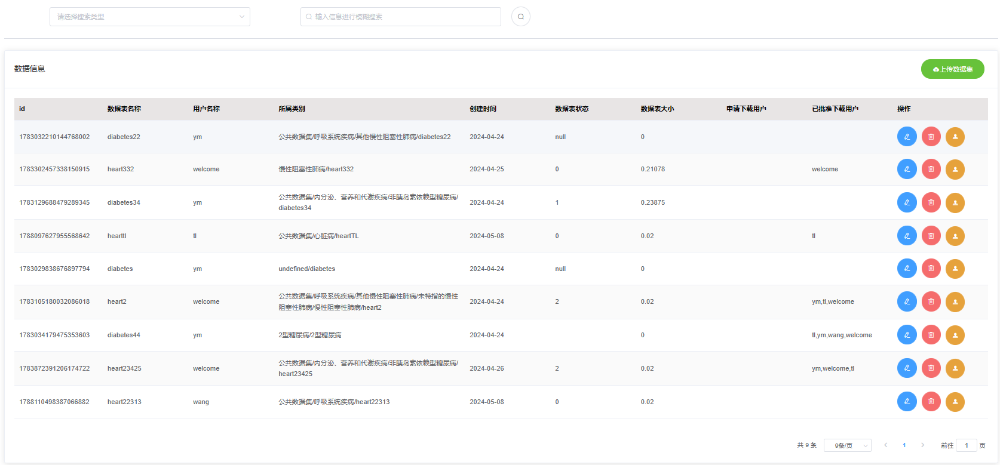 请选择搜索类型 输入信息进行模糊搜索
数据信息 上传数据集
id 数据表名称 用户名称 所属类别 创建时间 数据表状态 数据表大小 申请下载用户 已批准下载用户 操作
1783032210144768002 diabetes22 ym 公共数据集/呼吸系统疾病/其他慢性阻塞性肺病/diabetes22 2024-04-24 null 0
1783302457338150915 heart332 welcome 慢性阻塞性肺病/heart332 2024-04-25 0 0.21078 welcome
1783129688479289345 diabetes34 ym 公共数据集/内分泌、营养和代谢疾病/非胰岛素依赖型糖尿病/ 2024-04-24 1 0.23875
diabetes34
1788097627955568642 hearttl tl 公共数据集/心脏病/heartTL 2024-05-08 0 0.02 tl
1783029838676897794 diabetes ym undefined/diabetes 2024-04-24 null 0
1783105180032086018 heart2 welcome 公共数据集/呼吸系统疾病/其他慢性阻塞性肺病/未特指的慢性 2024-04-24 2 0.02 ym,tl,welcome
阻塞性肺病/慢性阻塞性肺病/heart2
1783034179475353603 diabetes44 ym 2型糖尿病/2型糖尿病 2024-04-24 0 tl,ym,wang,welcome
1783872391206174722 heart23425 welcome 公共数据集/内分泌、营养和代谢疾病/非胰岛素依赖型糖尿病/ 2024-04-26 2 0.02 ym,welcome,tl
heart23425
1788110498387066882 heart22313 wang 公共数据集/呼吸系统疾病/heart22313 2024-05-08 0 0.02
共 9 条 9条/页 1 前往 1 页